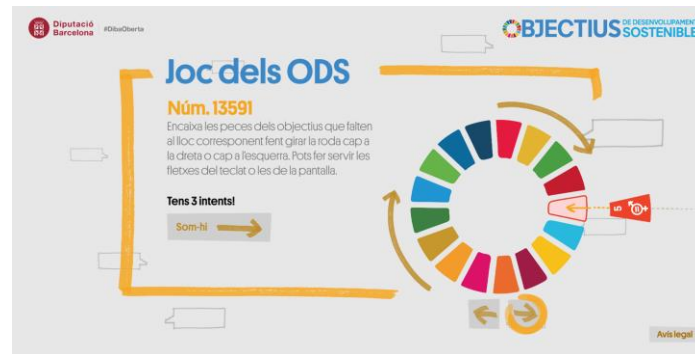 Diputació
Barcelona
#DibaOberta
OBJECTIUS DE DESENVOLUPAMENT
SOSTENIBLE
Joc dels ODS
Núm. 13591
Encaixa les peces dels objectius que falten
al lloc corresponent fent girar la roda cap a
la dreta o cap a l'esquerra. Pots fer servir les
fletxes del teclat o les de la pantalla.
Tens 3 intents!
Som-hi
5
Avís legal